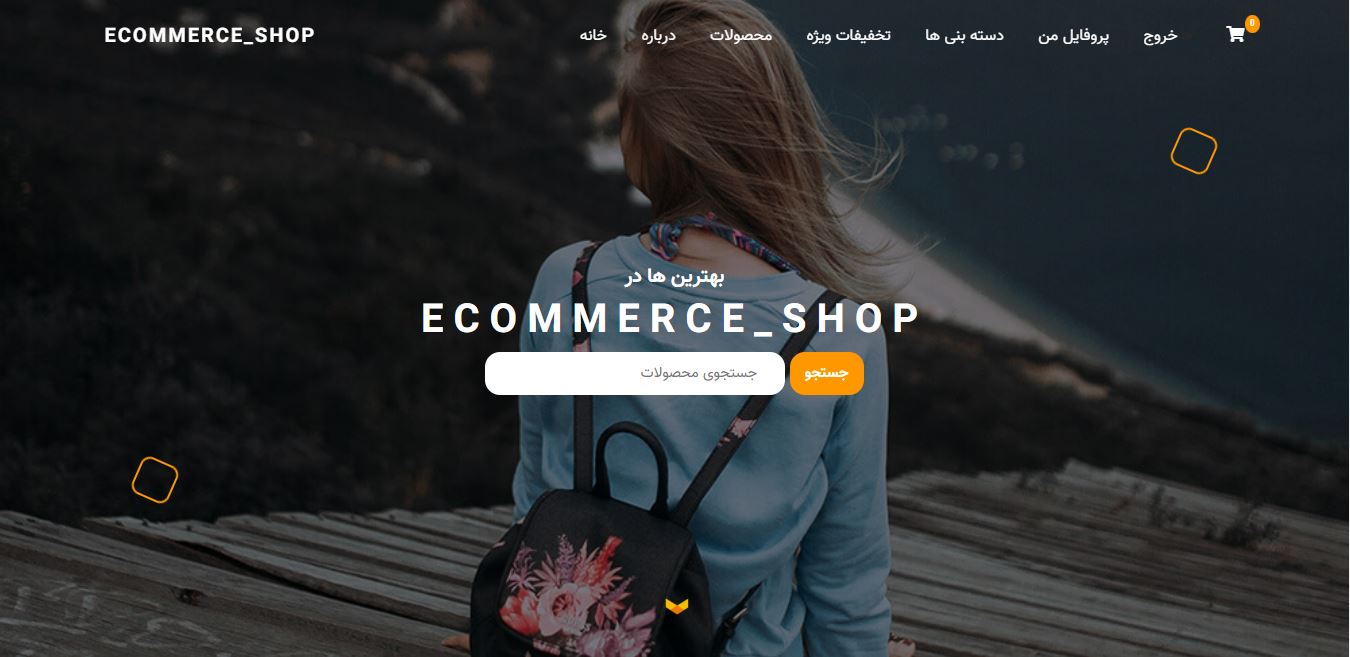 ECOMMERCE_SHOP
خانه
درباره
محصولات
تخفیفات ویژه
دسته بنی ها
پروفایل من
خروج
0
بهترین ها در
ECOMMERCE_SHOP
جستجوی محصولات
جستجو